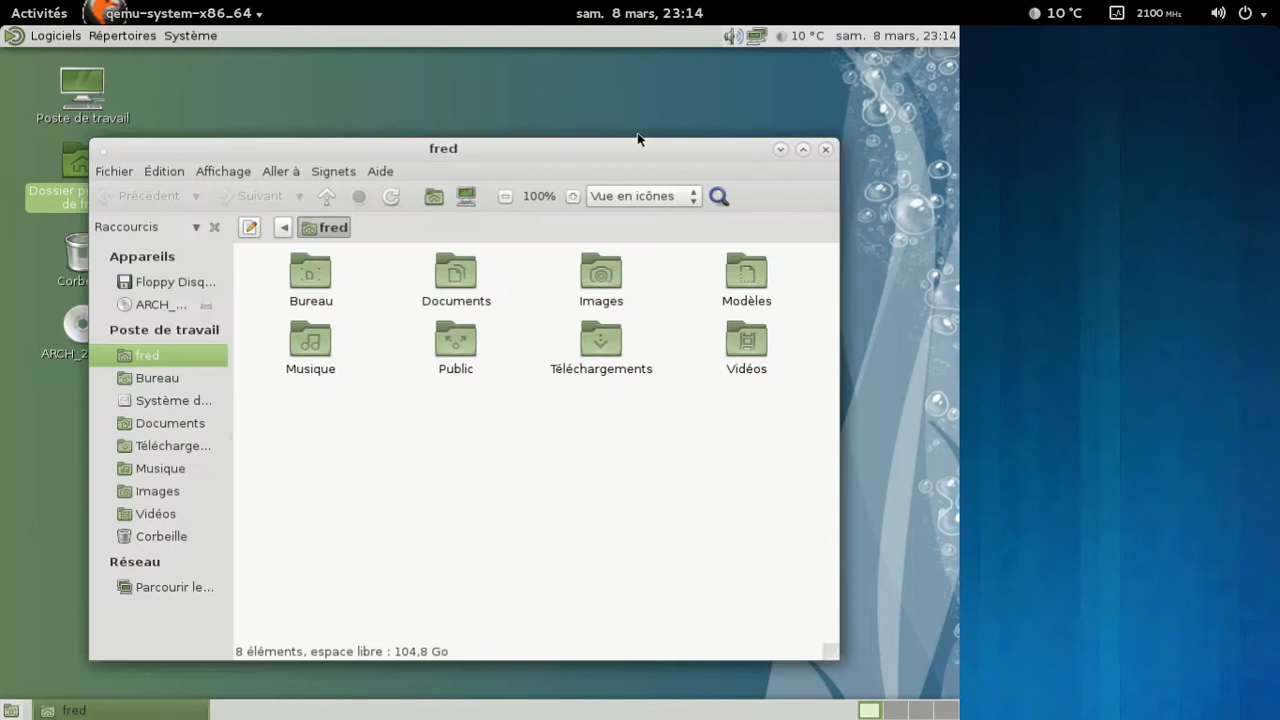 Activités qemu-system-x86_64 sam. 8 mars, 23:14 10 °C 2100 MHz
Logiciels Répertoires Système 10 °C sam. 8 mars, 23:14
Poste de travail
Dossier pe
de fr
Corbe
ARCH_2
fred
Fichier Édition Affichage Aller à Signets Aide
Précédent Suivant 100% Vue en icônes
Raccourcis fred
Appareils
Floppy Disq...
ARCH_...
Poste de travail
fred
Bureau
Système d...
Documents
Télécharge...
Musique
Images
Vidéos
Corbeille
Réseau
Parcourir le...
Bureau Documents Images Modèles
Musique Public Téléchargements Vidéos
8 éléments, espace libre : 104,8 Go
fred